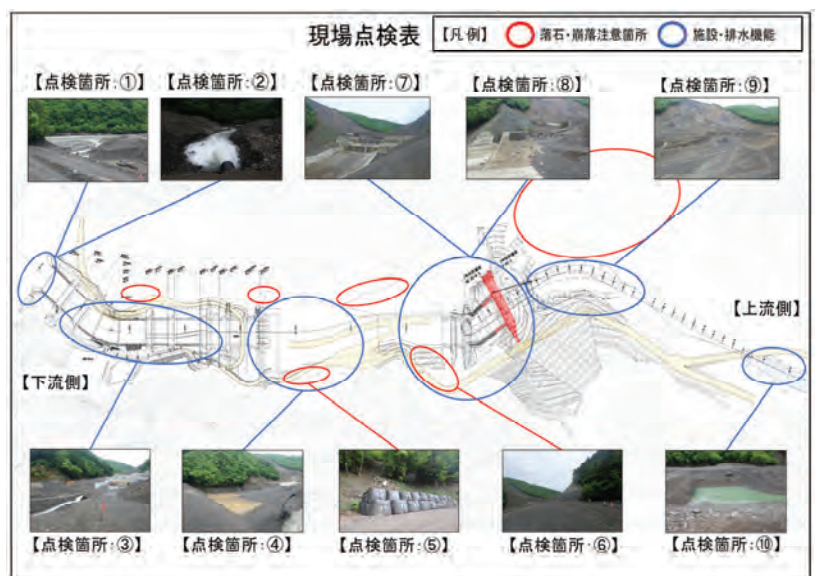 現場点検表
【凡例】 落石・崩落注意箇所 施設・排水機能
【点検箇所:①】 【点検箇所:②】 【点検箇所:⑦】 【点検箇所:⑧】 【点検箇所:⑨】
【上流側】
【下流側】
【点検箇所:③】 【点検箇所:④】 【点検箇所:⑤】 【点検箇所:⑥】 【点検箇所:⑩】